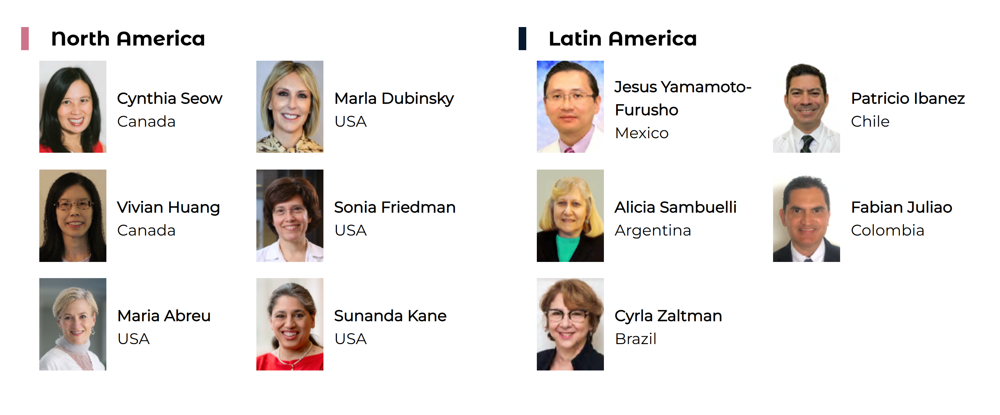 North America
Cynthia Seow
Canada
Marla Dubinsky
USA
Vivian Huang
Canada
Sonia Friedman
USA
Maria Abreu
USA
Sunanda Kane
USA
Latin America
Jesus Yamamoto-
Furusho
Mexico
Patricio Ibanez
Chile
Alicia Sambuelli
Argentina
Fabian Juliao
Colombia
Cyrla Zaltman
Brazil